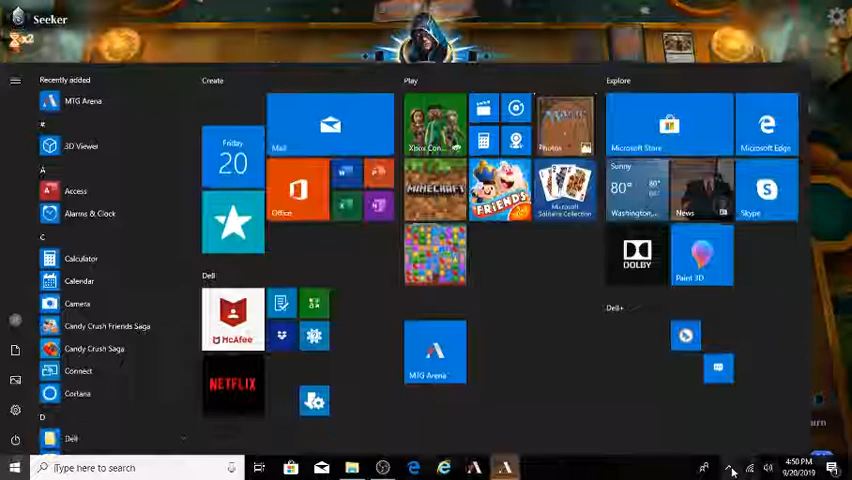 Seeker
x2
Recently added
MTG Arena
#
3D Viewer
A
Access
Alarms & Clock
C
Calculator
Calendar
Camera
Candy Crush Friends Saga
Candy Crush Saga
Connect
Cortana
D
Dell
Create
Friday
20
Mail
Office
Dell
McAfee
NETFLIX
Play
Xbox Con...
Photos
MINECRAFT
FRiENDS
Microsoft
Solitaire Collection
MTG Arena
Explore
Microsoft Store
Microsoft Edge
Sunny
80°
80°
Washington,...
News
Skype
DOLBY
Paint 3D
Dell+
Type here to search
4:50 PM
9/20/2019